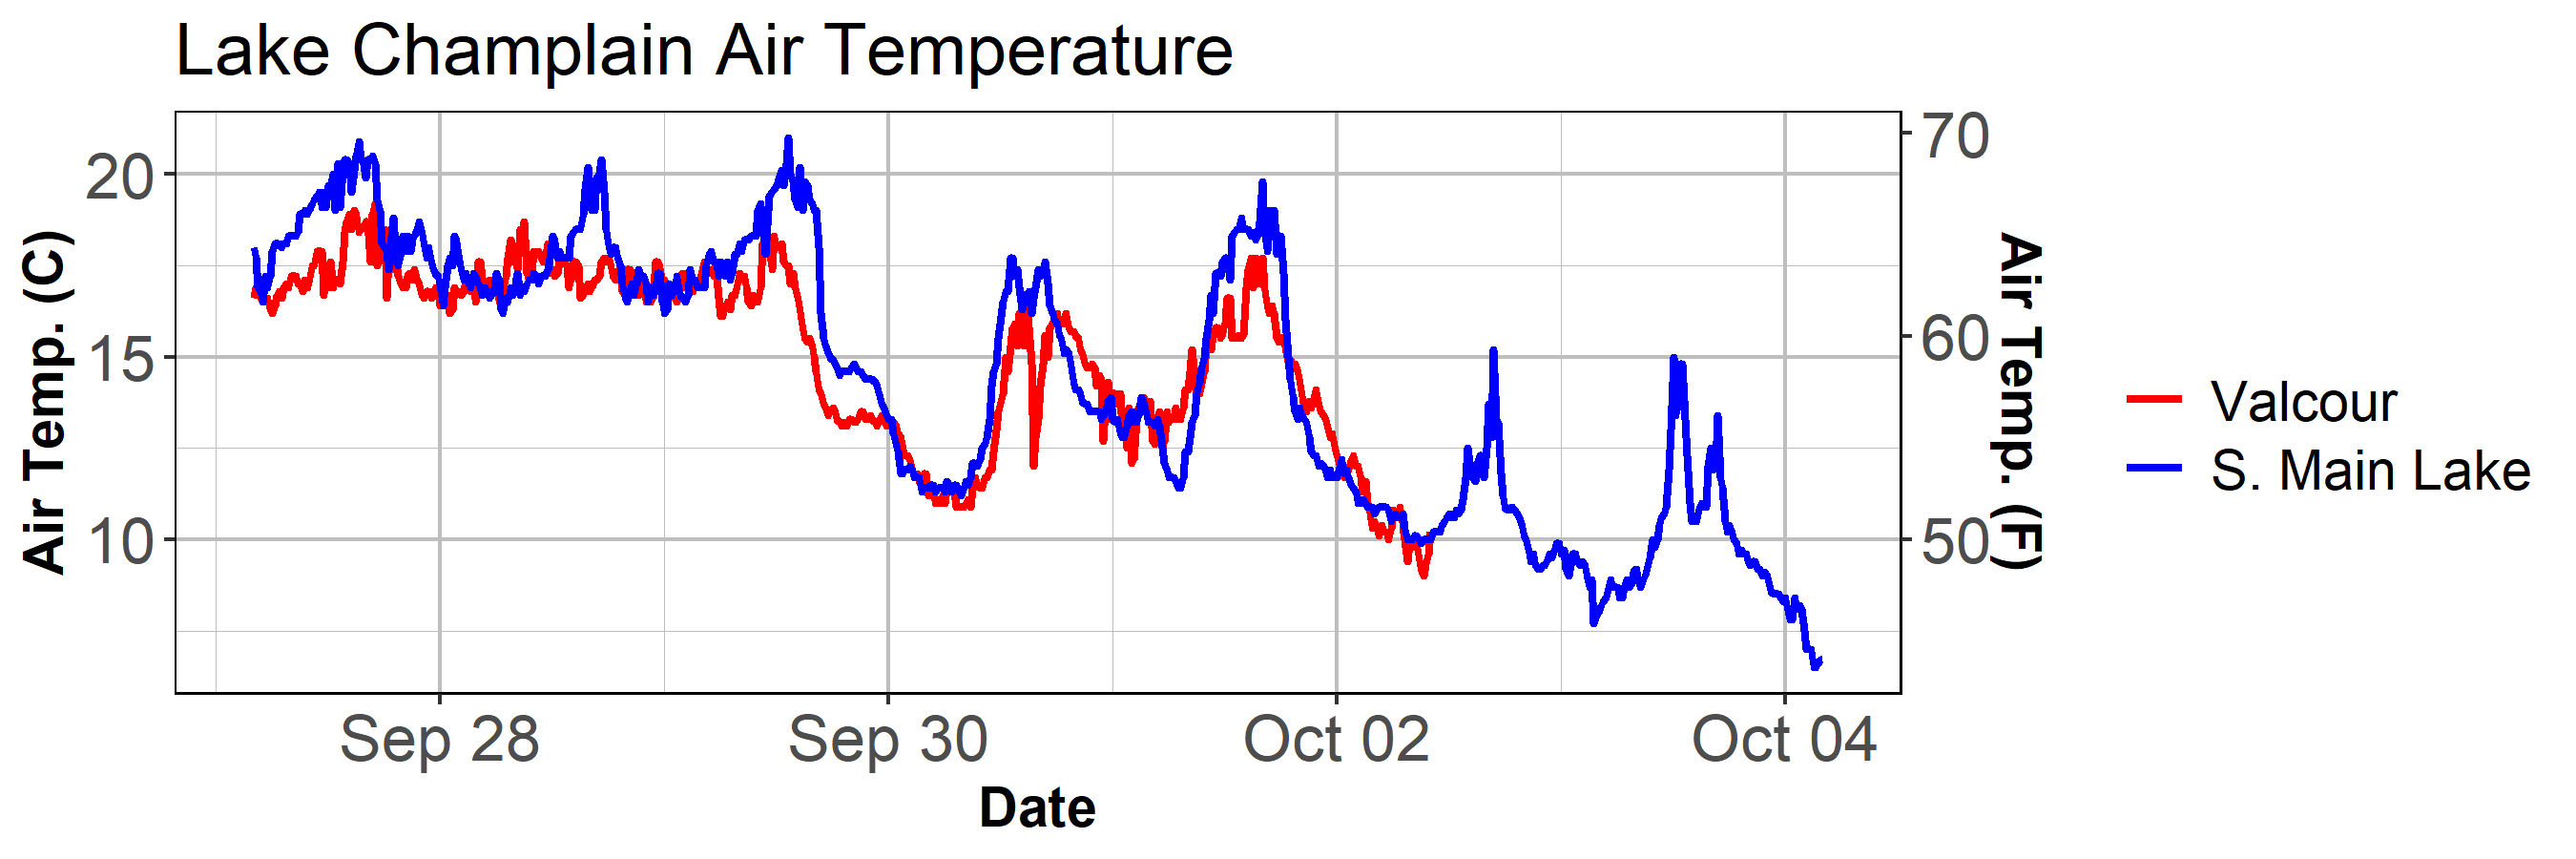 Lake Champlain Air Temperature
Air Temp. (C)
20
15
10
70
60
50
Air Temp. (F)
Sep 28
Sep 30
Oct 02
Oct 04
Date
Valcour
S. Main Lake